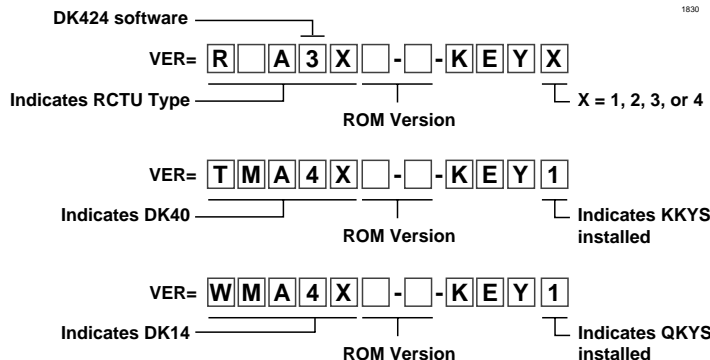 1830
DK424 software
VER= R A 3 X - - K E Y X
Indicates RCTU Type
ROM Version
X = 1, 2, 3, or 4
VER= T M A 4 X - - K E Y 1
Indicates DK40
ROM Version
Indicates KKYS
installed
VER= W M A 4 X - - K E Y 1
Indicates DK14
ROM Version
Indicates QKYS
installed